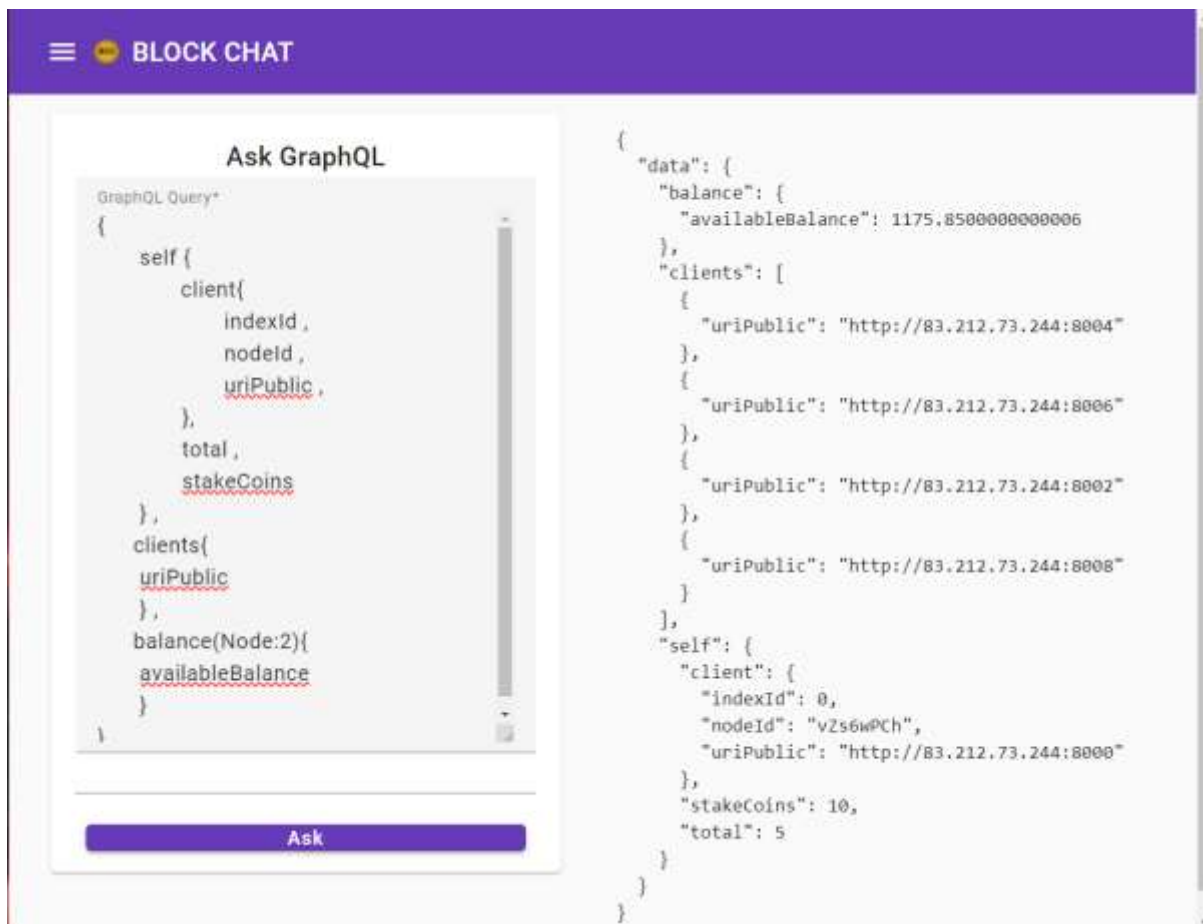 BLOCK CHAT
Ask GraphQL
GraphQL Query*
{
self {
client{
indexId ,
nodeId ,
uriPublic ,
},
total ,
stakeCoins
} ,
clients{
uriPublic
} ,
balance(Node:2){
availableBalance
}
}
Ask
{
"data": {
"balance": {
"availableBalance": 1175.8500000000006
},
"clients": [
{
"uriPublic": "http://83.212.73.244:8004"
},
{
"uriPublic": "http://83.212.73.244:8006"
},
{
"uriPublic": "http://83.212.73.244:8002"
},
{
"uriPublic": "http://83.212.73.244:8008"
}
],
"self": {
"client": {
"indexId": 0,
"nodeId": "vZs6wPCh",
"uriPublic": "http://83.212.73.244:8000"
},
"stakeCoins": 10,
"total": 5
}
}
}